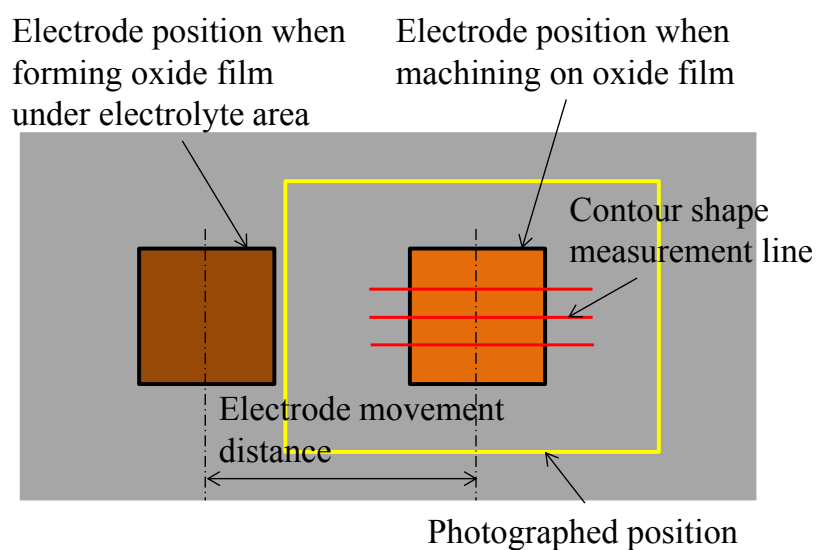 Electrode position when
forming oxide film
under electrolyte area
Electrode position when
machining on oxide film
Contour shape
measurement line
Electrode movement
distance
Photographed position